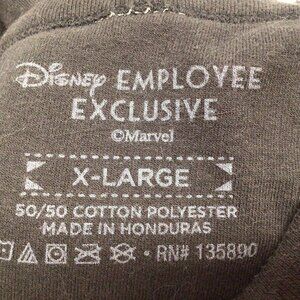 Disney EMPLOYEE
EXCLUSIVE
©Marvel
X-LARGE
50/50 COTTON POLYESTER
MADE IN HONDURAS
• RN# 135890